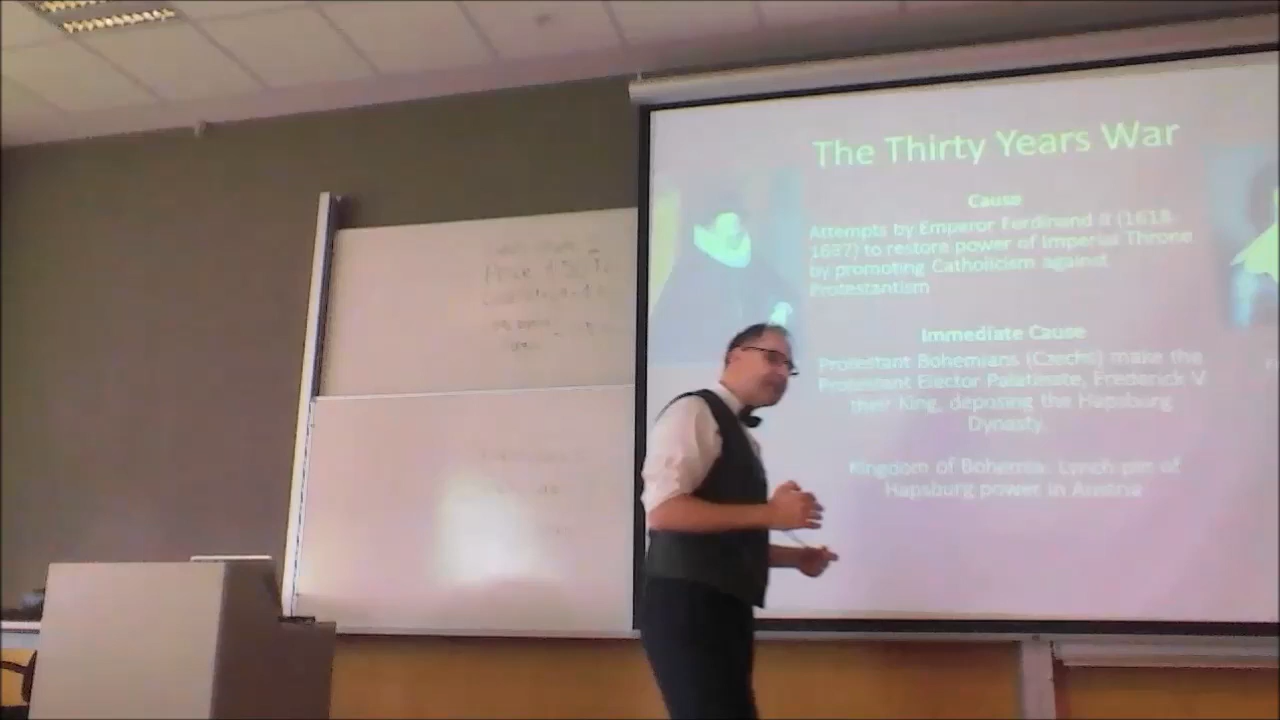 The Thirty Years War
Cause
Attempts by Emperor Ferdinand II (1619-
1637) to restore power of Imperial Throne
by promoting Catholicism against
Protestantism
Immediate Cause
Protestant Bohemians (Czechs) make the
Protestant Elector Palatinate, Frederick V
their King, deposing the Hapsburg
Dynasty.
Kingdom of Bohemia: Lynch pin of
Hapsburg power in Austria